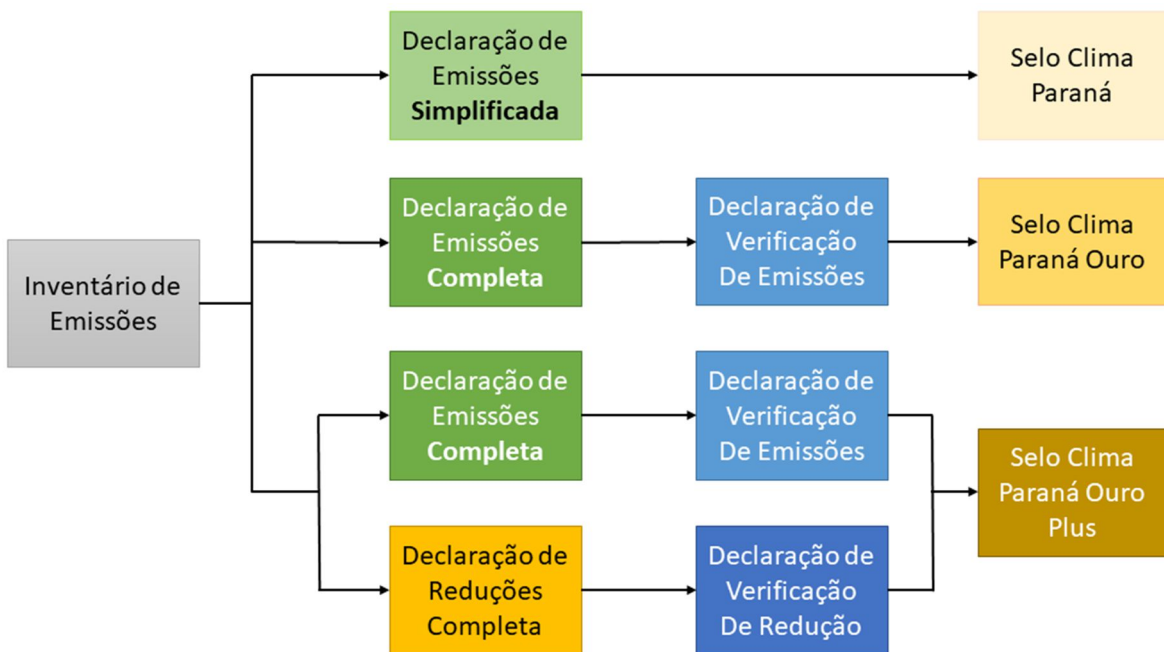 Inventário de
Emissões
Declaração de
Emissões
Simplificada
Selo Clima
Paraná
Declaração de
Emissões
Completa
Declaração de
Verificação
De Emissões
Selo Clima
Paraná Ouro
Declaração de
Emissões
Completa
Declaração de
Verificação
De Emissões
Declaração de
Reduções
Completa
Declaração de
Verificação
De Redução
Selo Clima
Paraná Ouro
Plus